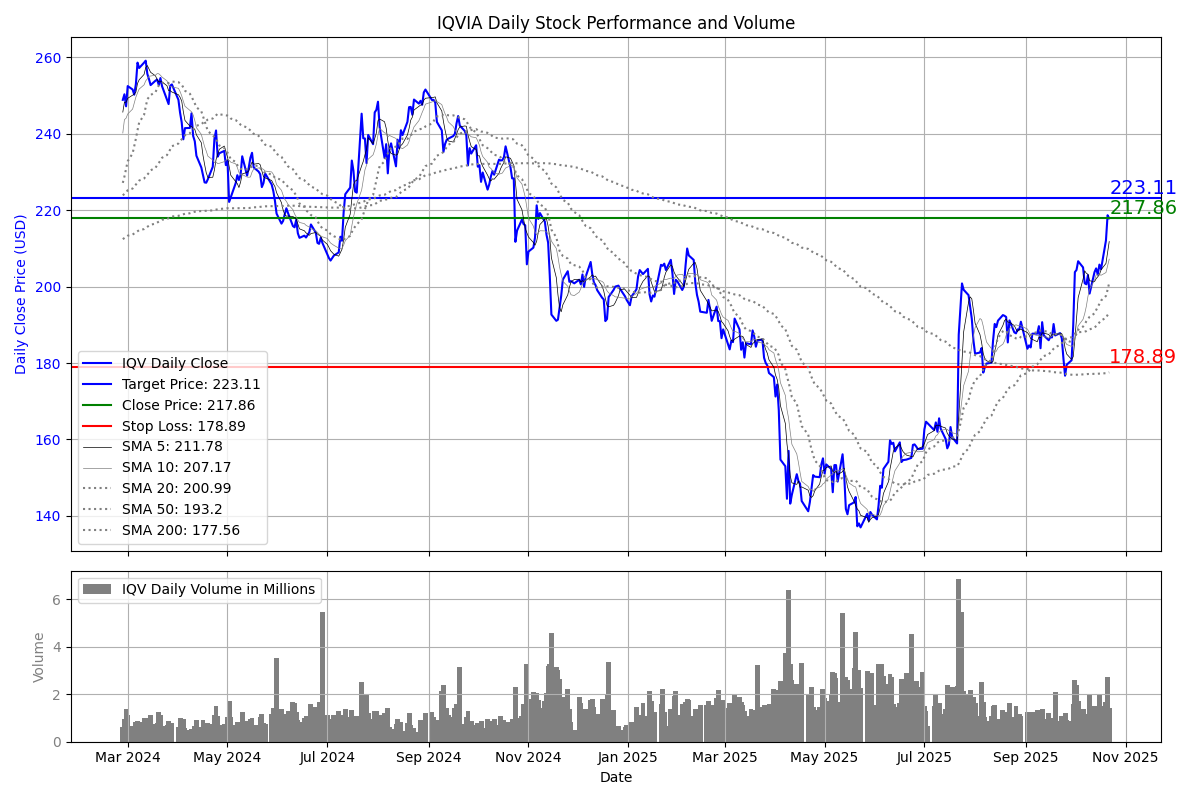 IQVIA Daily Stock Performance and Volume
Daily Close Price (USD)
260
240
220
200
180
160
140
223.11
217.86
178.89
IQV Daily Close
Target Price: 223.11
Close Price: 217.86
Stop Loss: 178.89
SMA 5: 211.78
SMA 10: 207.17
SMA 20: 200.99
SMA 50: 193.2
SMA 200: 177.56
IQV Daily Volume in Millions
Volume
6
4
2
0
Mar 2024 May 2024 Jul 2024 Sep 2024 Nov 2024 Jan 2025 Mar 2025 May 2025 Jul 2025 Sep 2025 Nov 2025
Date